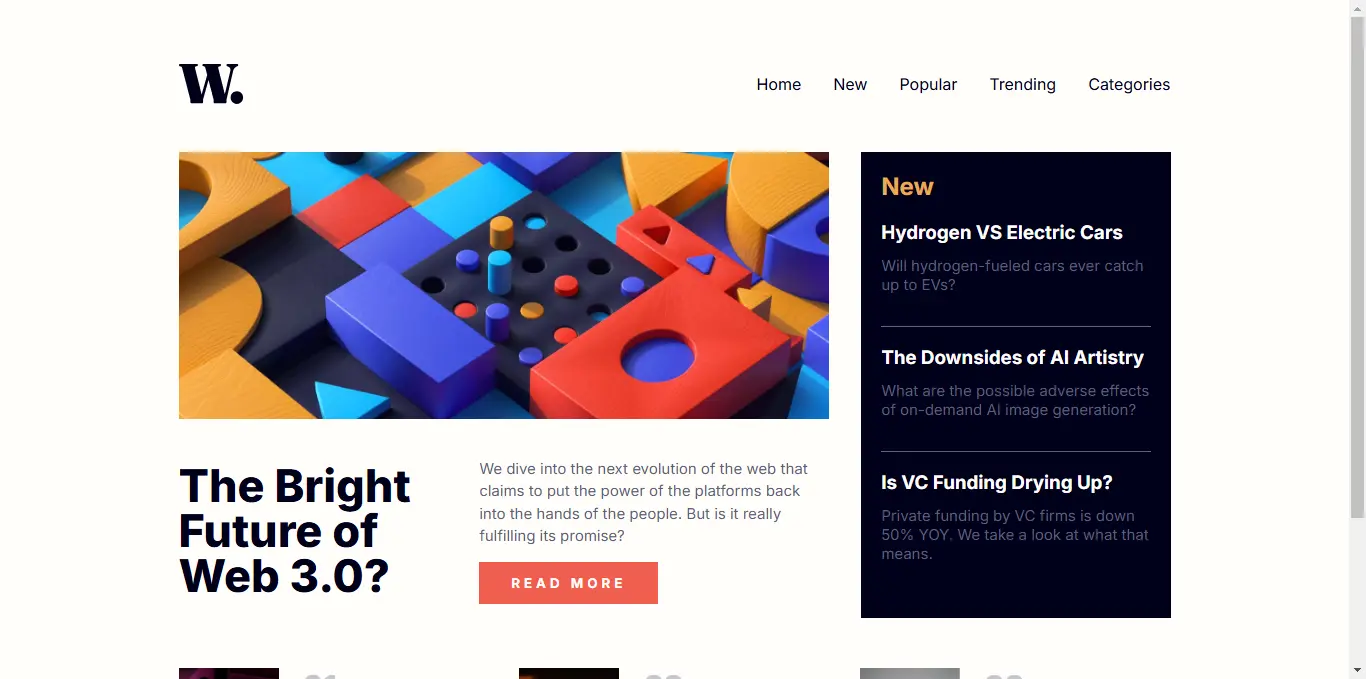 W.
Home New Popular Trending Categories
The Bright
Future of
Web 3.0?
We dive into the next evolution of the web that
claims to put the power of the platforms back
into the hands of the people. But is it really
fulfilling its promise?
READ MORE
New
Hydrogen VS Electric Cars
Will hydrogen-fueled cars ever catch
up to EVs?
The Downsides of AI Artistry
What are the possible adverse effects
of on-demand AI image generation?
Is VC Funding Drying Up?
Private funding by VC firms is down
50% YOY. We take a look at what that
means.